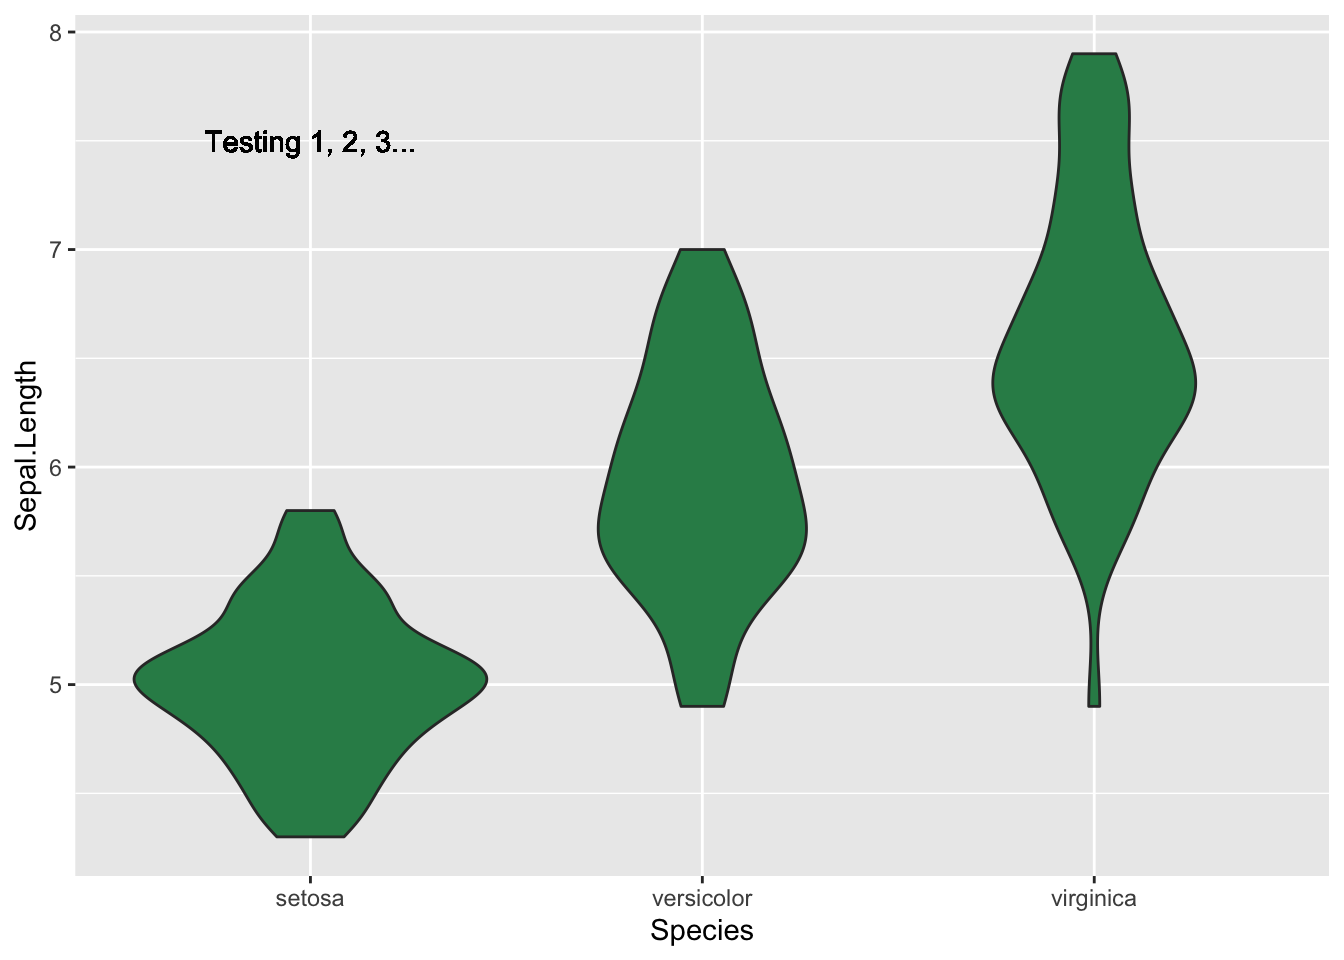 8
Testing 1, 2, 3...
7
6
5
Sepal.Length
setosa versicolor virginica
Species